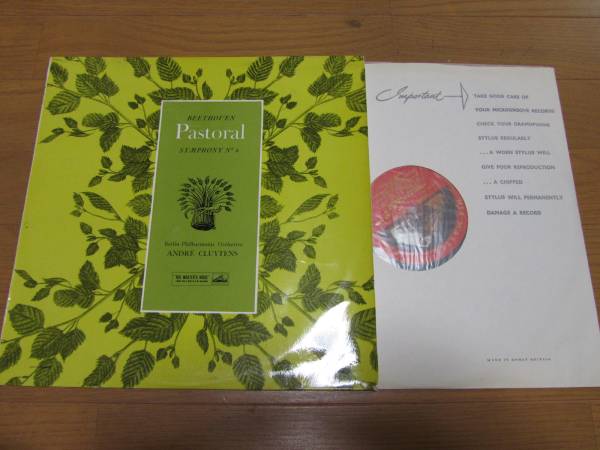 BEETHOVEN
Pastoral
SYMPHONY Nº 6
Berlin Philharmonic Orchestra
ANDRÉ CLUYTENS
"HIS MASTER'S VOICE"
Important
TAKE GOOD CARE OF
YOUR MICROGROOVE RECORDS
CHECK YOUR GRAMOPHONE
STYLUS REGULARLY
...A WORN STYLUS WILL
GIVE POOR REPRODUCTION
...A CHIPPED
STYLUS WILL PERMANENTLY
DAMAGE A RECORD
MADE IN GREAT BRITAIN